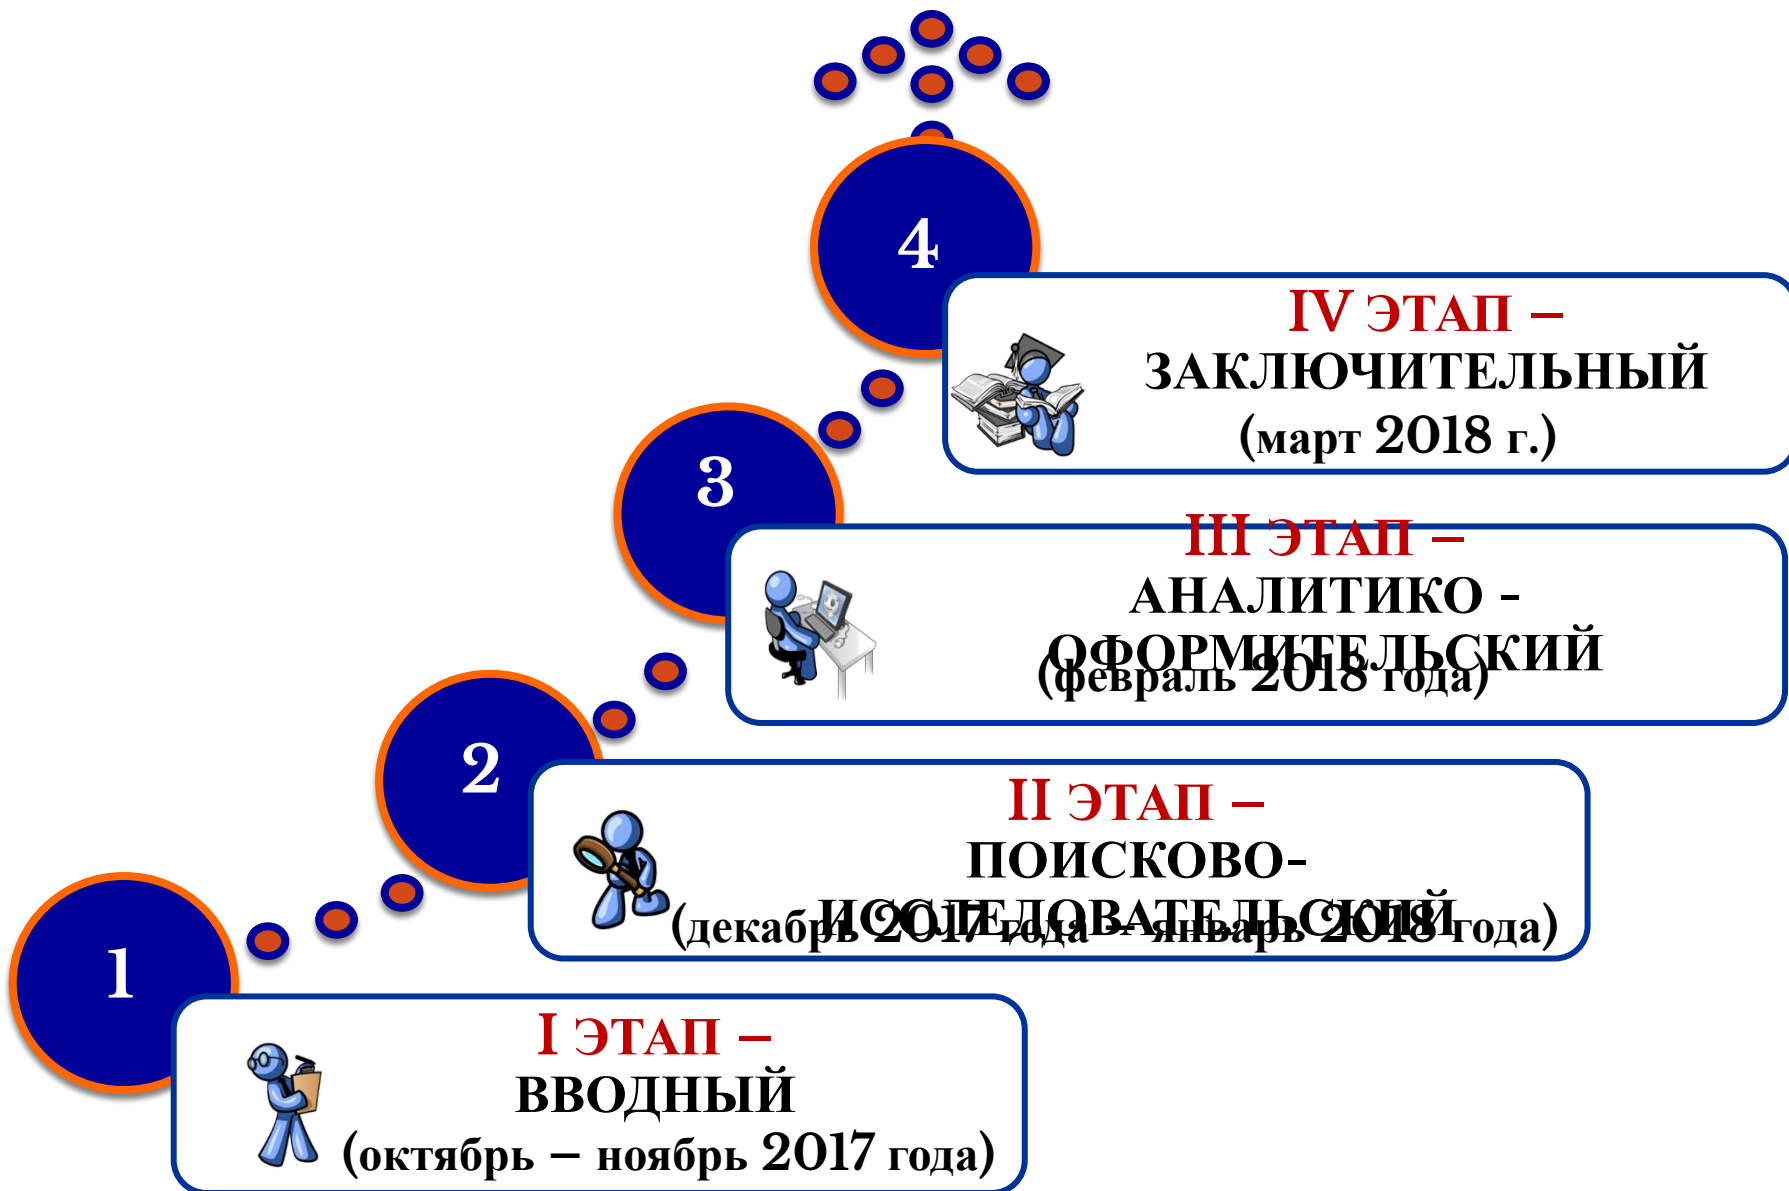 4
IV ЭТАП –
ЗАКЛЮЧИТЕЛЬНЫЙ
(март 2018 г.)
3
III ЭТАП –
АНАЛИТИКО -
ОФОРМИТЕЛЬСКИЙ
(февраль 2018 года)
2
II ЭТАП –
ПОИСКОВО-
ИССЛЕДОВАТЕЛЬСКИЙ
(декабрь 2017 года – январь 2018 года)
1
I ЭТАП –
ВВОДНЫЙ
(октябрь – ноябрь 2017 года)